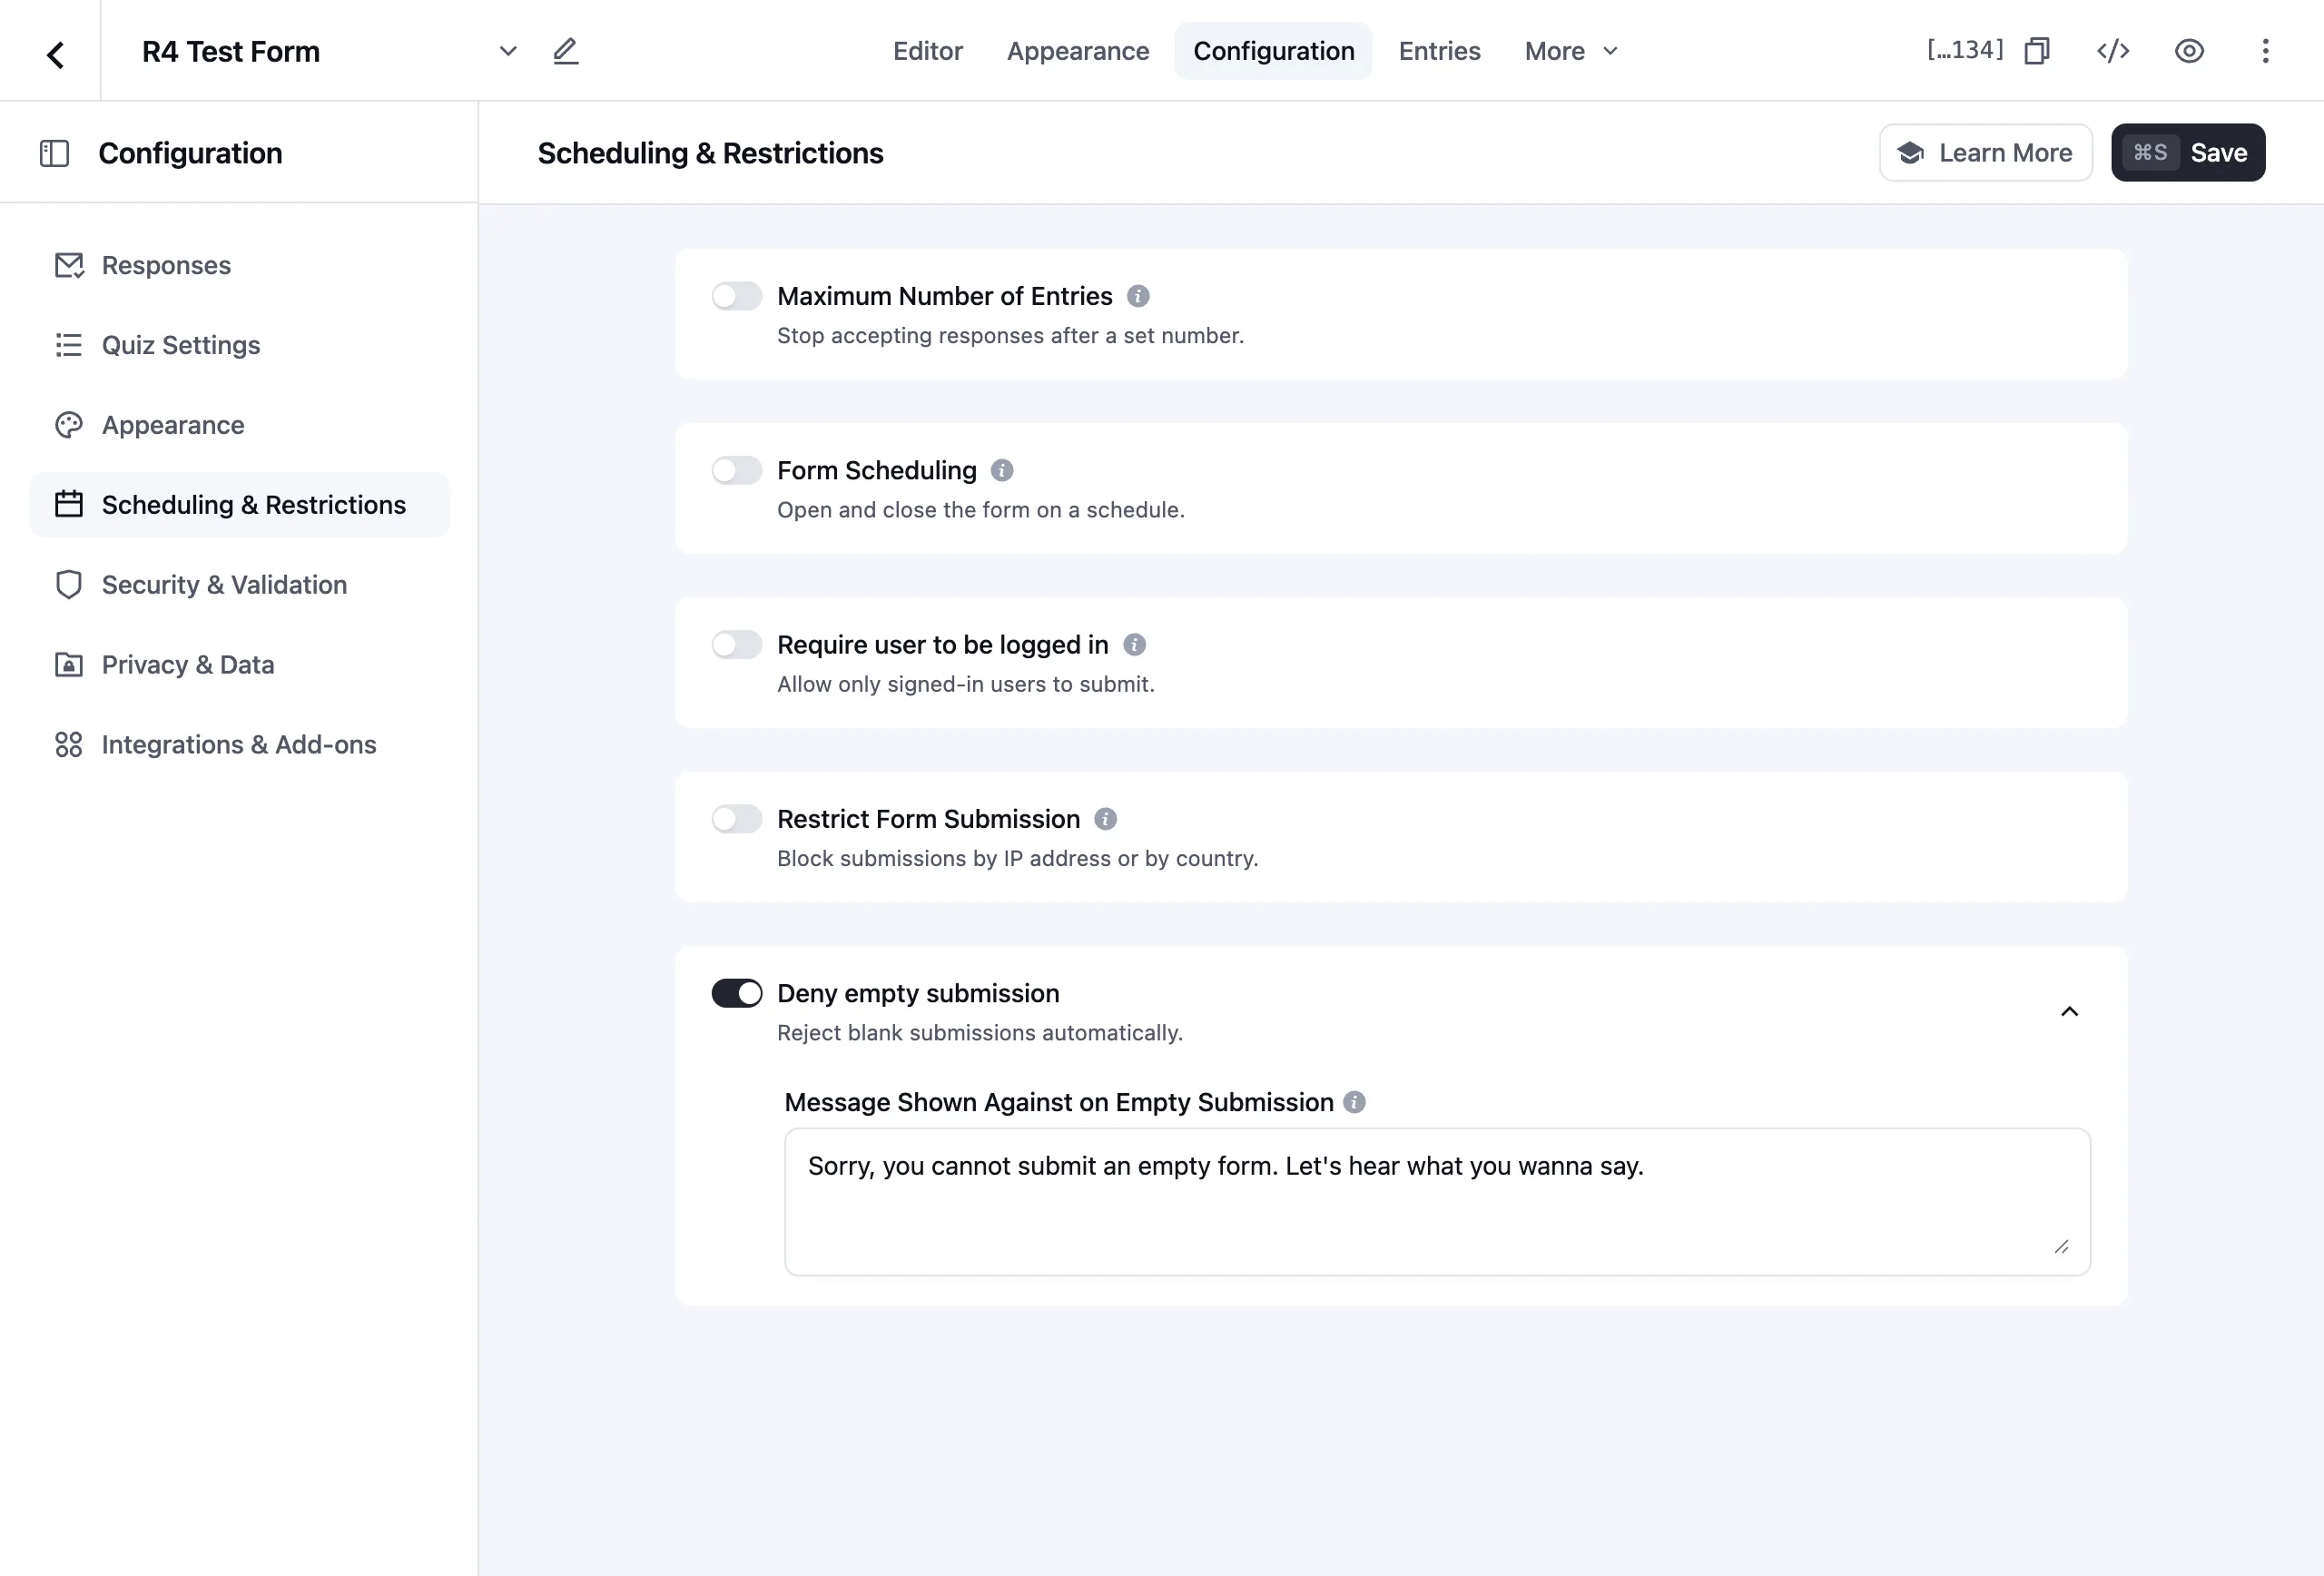 R4 Test Form
Editor
Appearance
Configuration
Entries
More
[…134]
Configuration
Scheduling & Restrictions
Learn More
⌘S Save
Responses
Quiz Settings
Appearance
Scheduling & Restrictions
Security & Validation
Privacy & Data
Integrations & Add-ons
Maximum Number of Entries
Stop accepting responses after a set number.
Form Scheduling
Open and close the form on a schedule.
Require user to be logged in
Allow only signed-in users to submit.
Restrict Form Submission
Block submissions by IP address or by country.
Deny empty submission
Reject blank submissions automatically.
Message Shown Against on Empty Submission
Sorry, you cannot submit an empty form. Let's hear what you wanna say.